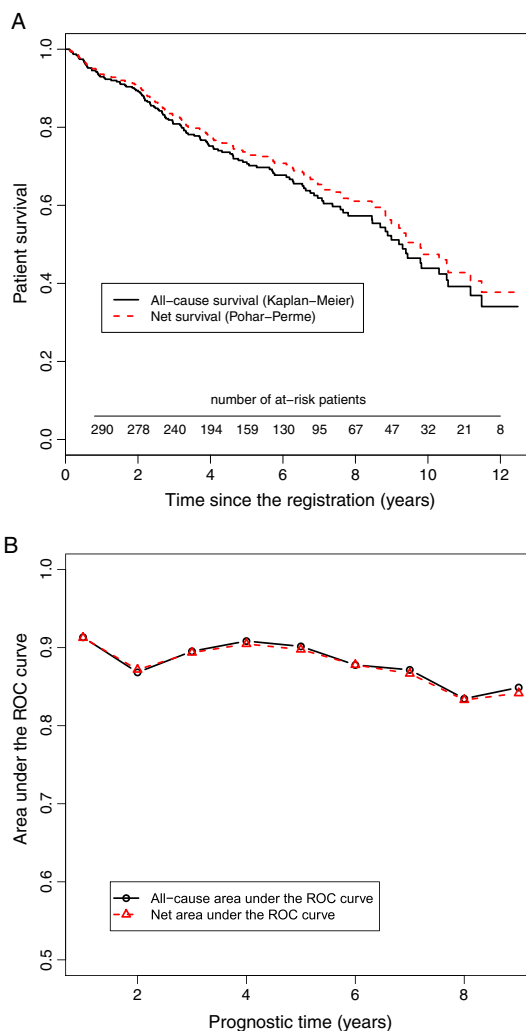 A
1.0
0.8
0.6
0.4
0.2
0.0
Patient survival
All−cause survival (Kaplan−Meier)
Net survival (Pohar−Perme)
number of at−risk patients
290 278 240 194 159 130 95 67 47 32 21 8
0 2 4 6 8 10 12
Time since the registration (years)
B
1.0
0.9
0.8
0.7
0.6
0.5
Area under the ROC curve
All−cause area under the ROC curve
Net area under the ROC curve
2 4 6 8
Prognostic time (years)